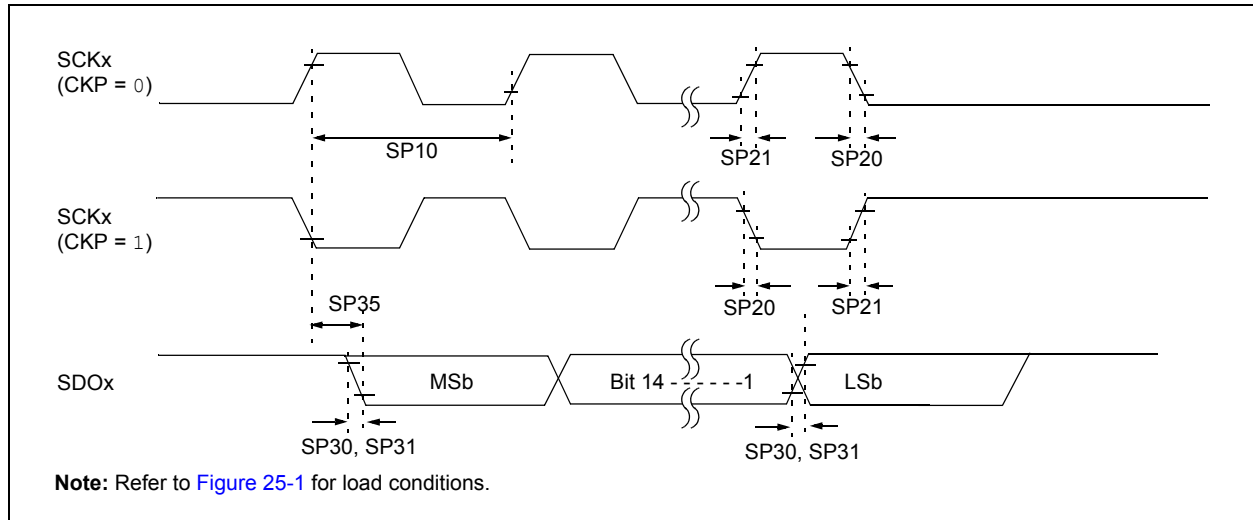 SCKx
(CKP = 0)
SP10
SP21
SP20
SCKx
(CKP = 1)
SP35
SP20
SP21
SDOx
MSb
Bit 14 - - - - - -1
LSb
SP30, SP31
SP30, SP31
Note: Refer to Figure 25-1 for load conditions.